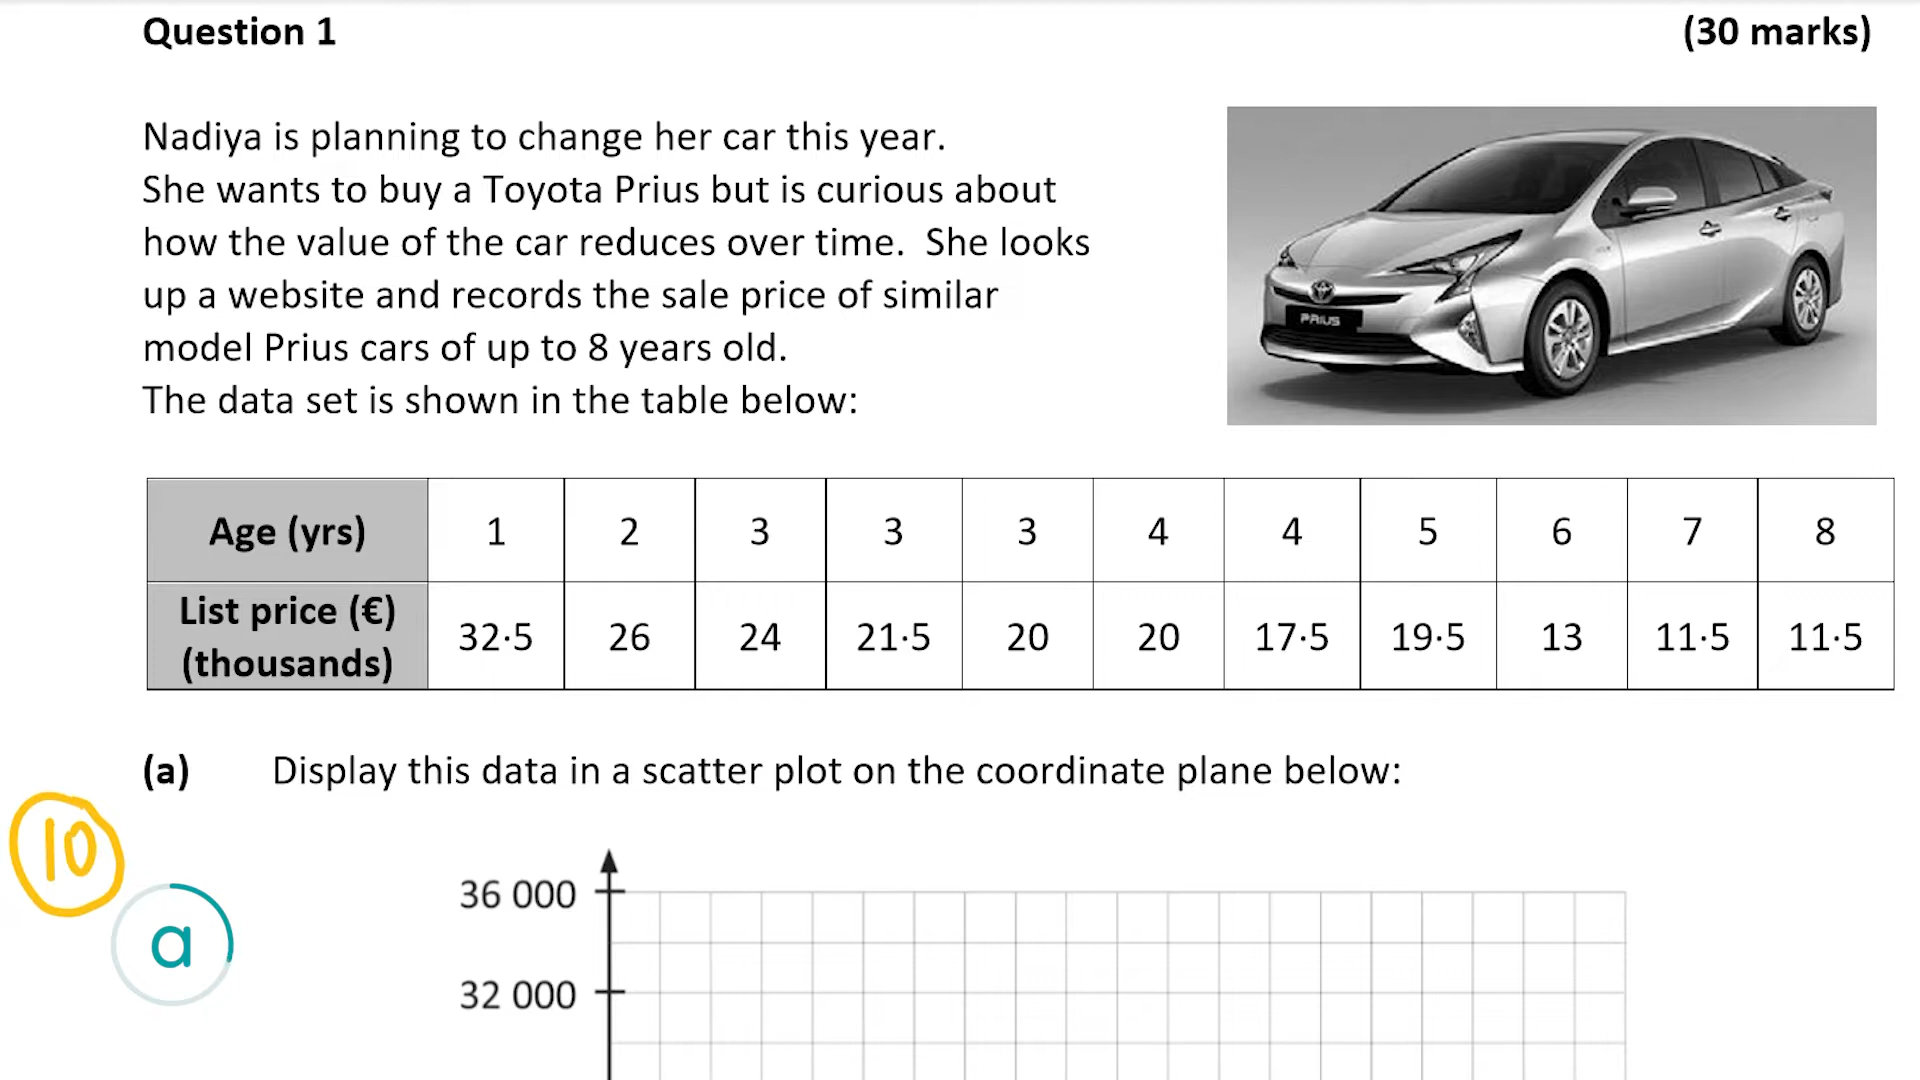 Question 1
(30 marks)
Nadiya is planning to change her car this year.
She wants to buy a Toyota Prius but is curious about
how the value of the car reduces over time. She looks
up a website and records the sale price of similar
model Prius cars of up to 8 years old.
The data set is shown in the table below:
PRIUS
Age (yrs) 1 2 3 3 3 4 4 5 6 7 8
List price (€)
(thousands) 32·5 26 24 21·5 20 20 17·5 19·5 13 11·5 11·5
(a) Display this data in a scatter plot on the coordinate plane below:
10
a
36 000
32 000